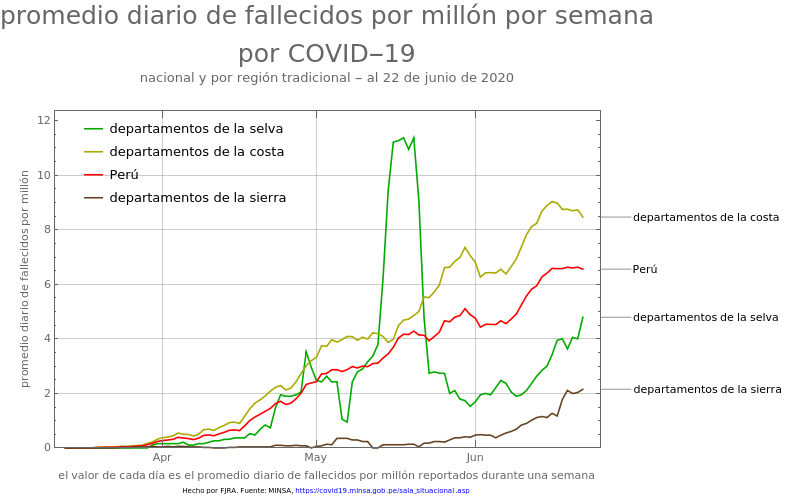 promedio diario de fallecidos por millón por semana
por COVID−19
nacional y por región tradicional − al 22 de junio de 2020
departamentos de la selva
departamentos de la costa
Perú
departamentos de la sierra
promedio diario de fallecidos por millón
12
10
8
6
4
2
0
Apr
May
Jun
departamentos de la costa
Perú
departamentos de la selva
departamentos de la sierra
el valor de cada día es el promedio diario de fallecidos por millón reportados durante una semana
Hecho por FJRA. Fuente: MINSA, https://covid19.minsa.gob.pe/sala_situacional.asp